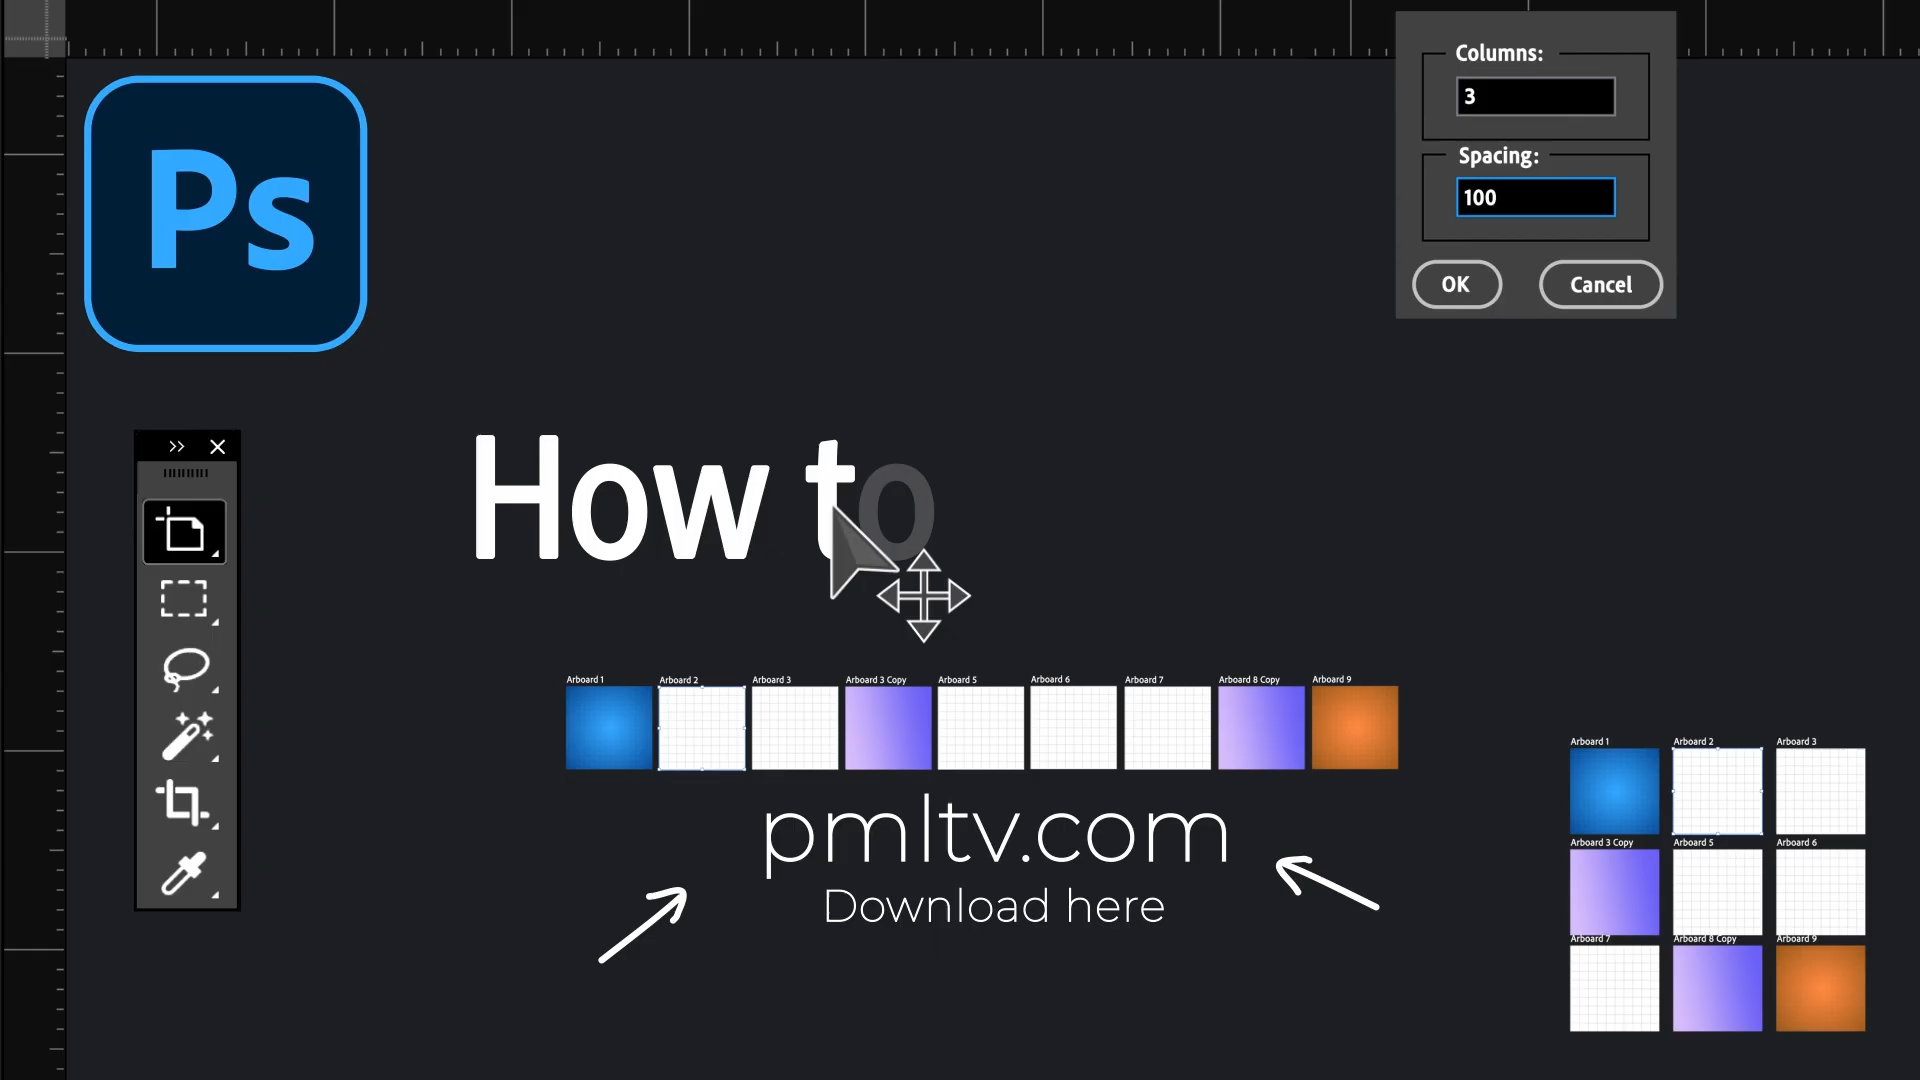 Columns:
3
Spacing:
100
OK Cancel
Ps
How to
Arboard 1 Arboard 2 Arboard 3 Arboard 3 Copy Arboard 5 Arboard 6 Arboard 7 Arboard 8 Copy Arboard 9
pmltv.com
Download here
Arboard 1 Arboard 2 Arboard 3
Arboard 3 Copy Arboard 5 Arboard 6
Arboard 7 Arboard 8 Copy Arboard 9